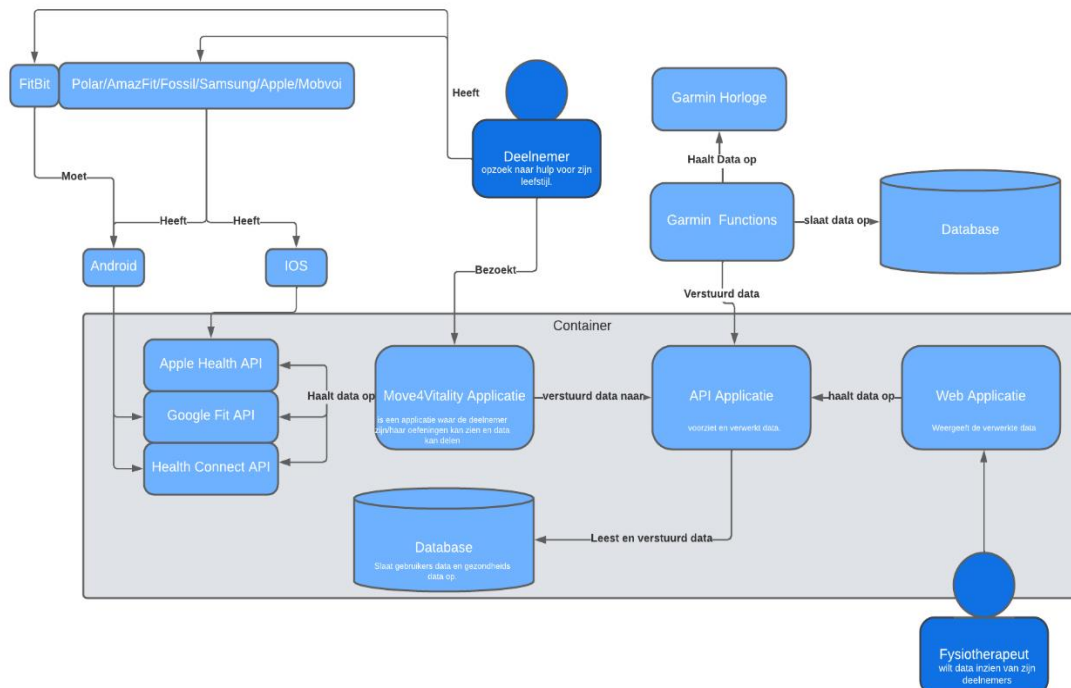 FitBit
Polar/AmazFit/Fossil/Samsung/Apple/Mobvoi
Heeft
Deelnemer
opzoek naar hulp voor zijn
leefstijl.
Garmin Horloge
Haalt Data op
Garmin Functions
slaat data op
Database
Moet
Heeft
Heeft
Android
IOS
Bezoekt
Verstuurd data
Container
Apple Health API
Google Fit API
Health Connect API
Haalt data op
Move4Vitality Applicatie
is een applicatie waar de deelnemer
zijn/haar oefeningen kan zien en data
kan delen
verstuurd data naar
API Applicatie
voorziet en verwerkt data.
haalt data op
Web Applicatie
Weergeeft de verwerkte data
Leest en verstuurd data
Database
Slaat gebruikers data en gezondheids
data op.
Fysiotherapeut
wilt data inzien van zijn
deelnemers